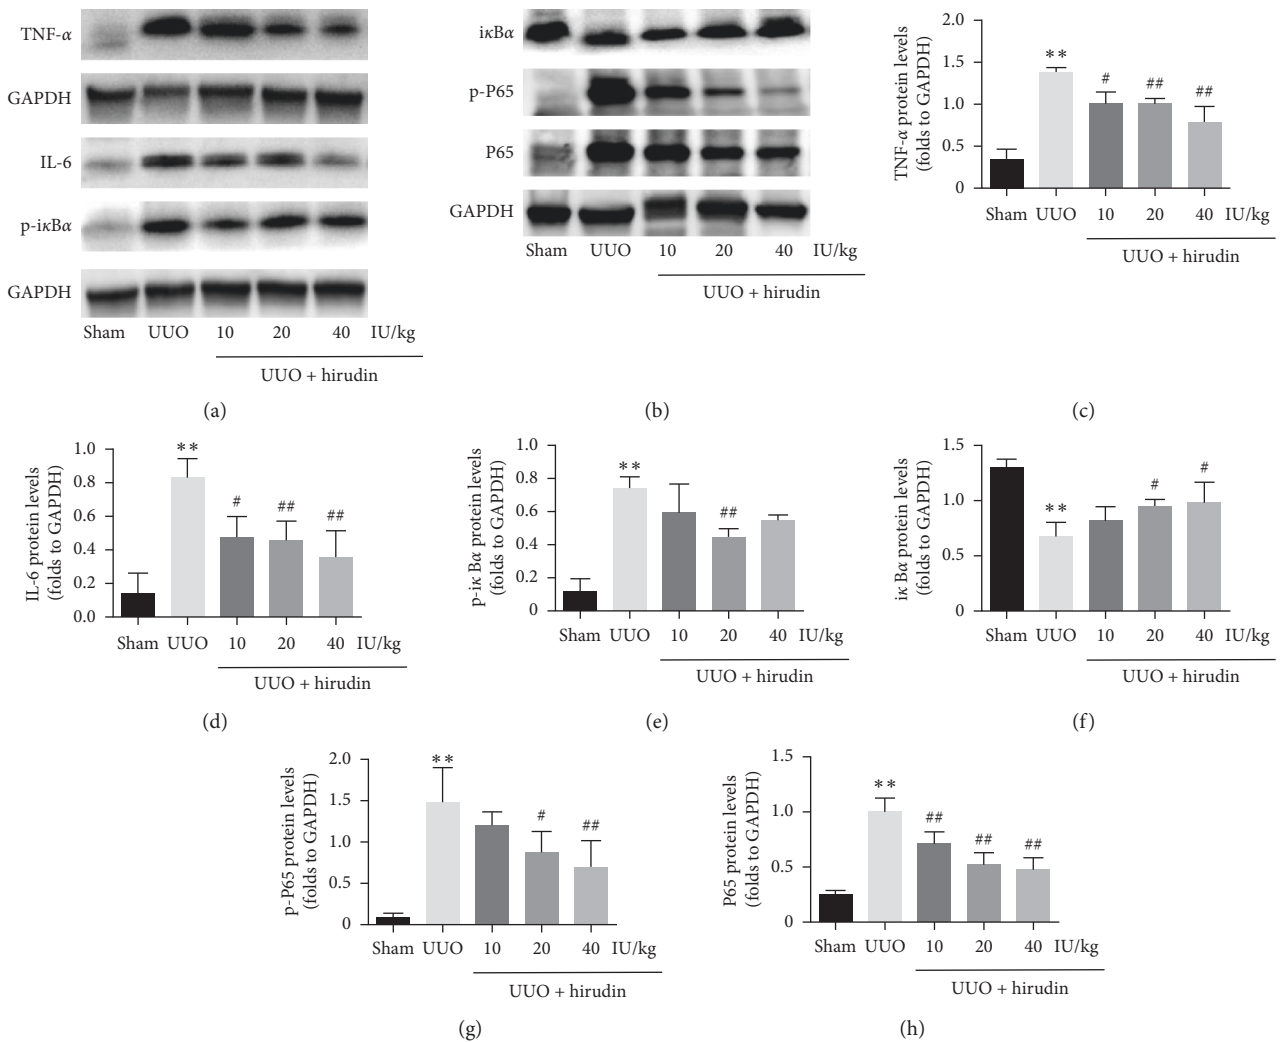 TNF-α
GAPDH
IL-6
p-iκBα
GAPDH
Sham UUO 10 20 40 IU/kg
UUO + hirudin
(a)
iκBα
p-P65
P65
GAPDH
Sham UUO 10 20 40 IU/kg
UUO + hirudin
(b)
TNF-α protein levels
(folds to GAPDH)
2.0
1.5
1.0
0.5
0
** # ## ##
Sham UUO 10 20 40 IU/kg
UUO + hirudin
(c)
IL-6 protein levels
(folds to GAPDH)
1.0
0.8
0.6
0.4
0.2
0.0
** # ## ##
Sham UUO 10 20 40 IU/kg
UUO + hirudin
(d)
p-iκ Bα protein levels
(folds to GAPDH)
1.0
0.8
0.6
0.4
0.2
0
** ##
Sham UUO 10 20 40 IU/kg
UUO + hirudin
(e)
iκ Bα protein levels
(folds to GAPDH)
1.5
1.0
0.5
0
** # #
Sham UUO 10 20 40 IU/kg
UUO + hirudin
(f)
p-P65 protein levels
(folds to GAPDH)
2.0
1.5
1.0
0.5
0
** # ##
Sham UUO 10 20 40 IU/kg
UUO + hirudin
(g)
P65 protein levels
(folds to GAPDH)
1.5
1.0
0.5
0
** ## ## ##
Sham UUO 10 20 40 IU/kg
UUO + hirudin
(h)